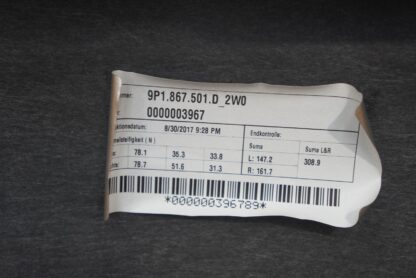 9P1.867.501.D_2W0
0000003967
8/30/2017 9:28 PM
Endkontrolle:
Suma Suma L&R
78.1 35.3 33.8 L: 147.2 308.9
78.7 51.6 31.3 R: 161.7
*000000396789*